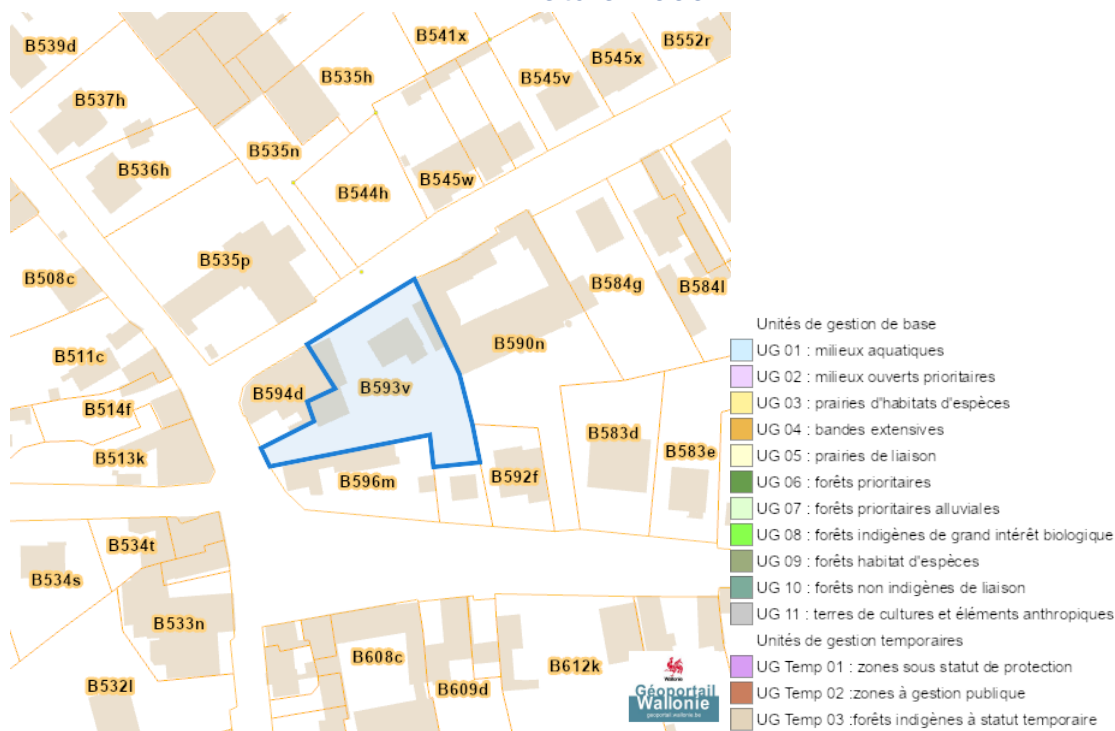 B541x
B552r
B539d
B545x
B535h
B545v
B537h
B535n
B536h
B545w
B544h
B535p
B508c
B584g
B584l
B590n
B511c
B593v
B594d
B514f
B583d
B513k
B583e
B596m
B592f
B534t
B534s
B533n
B608c
B612k
B532l
B609d
Wallonie
Géoportail
Wallonie
geoportail.wallonie.be
Unités de gestion de base
UG 01 : milieux aquatiques
UG 02 : milieux ouverts prioritaires
UG 03 : prairies d'habitats d'espèces
UG 04 : bandes extensives
UG 05 : prairies de liaison
UG 06 : forêts prioritaires
UG 07 : forêts prioritaires alluviales
UG 08 : forêts indigènes de grand intérêt biologique
UG 09 : forêts habitat d'espèces
UG 10 : forêts non indigènes de liaison
UG 11 : terres de cultures et éléments anthropiques
Unités de gestion temporaires
UG Temp 01 : zones sous statut de protection
UG Temp 02 :zones à gestion publique
UG Temp 03 :forêts indigènes à statut temporaire